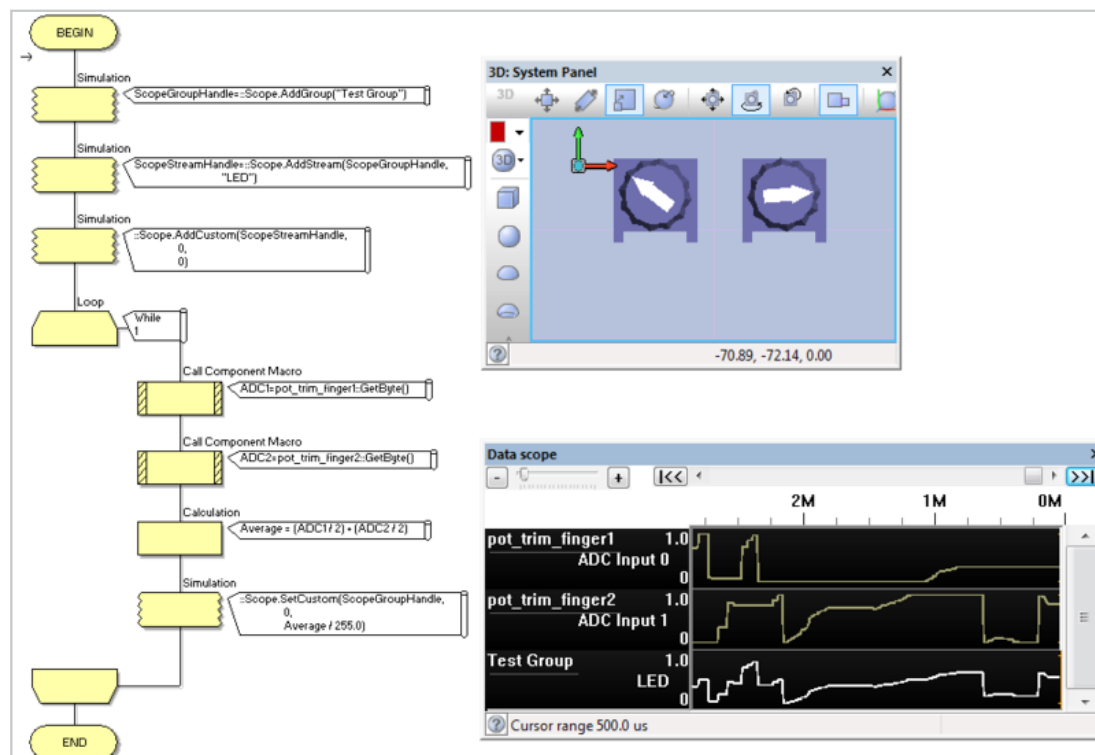 BEGIN
Simulation
ScopeGroupHandle=::Scope.AddGroup("Test Group")
Simulation
ScopeStreamHandle=::Scope.AddStream(ScopeGroupHandle,
"LED")
Simulation
::Scope.AddCustom(ScopeStreamHandle,
0,
0)
Loop
While
1
Call Component Macro
ADC1=pot_trim_finger1::GetByte()
Call Component Macro
ADC2=pot_trim_finger2::GetByte()
Calculation
Average = (ADC1 / 2) + (ADC2 / 2)
Simulation
::Scope.SetCustom(ScopeGroupHandle,
0,
Average / 255.0)
END
3D: System Panel
3D
3D
-70.89, -72.14, 0.00
Data scope
2M 1M 0M
pot_trim_finger1 1.0
ADC Input 0
0
pot_trim_finger2 1.0
ADC Input 1
0
Test Group 1.0
LED
0
Cursor range 500.0 us